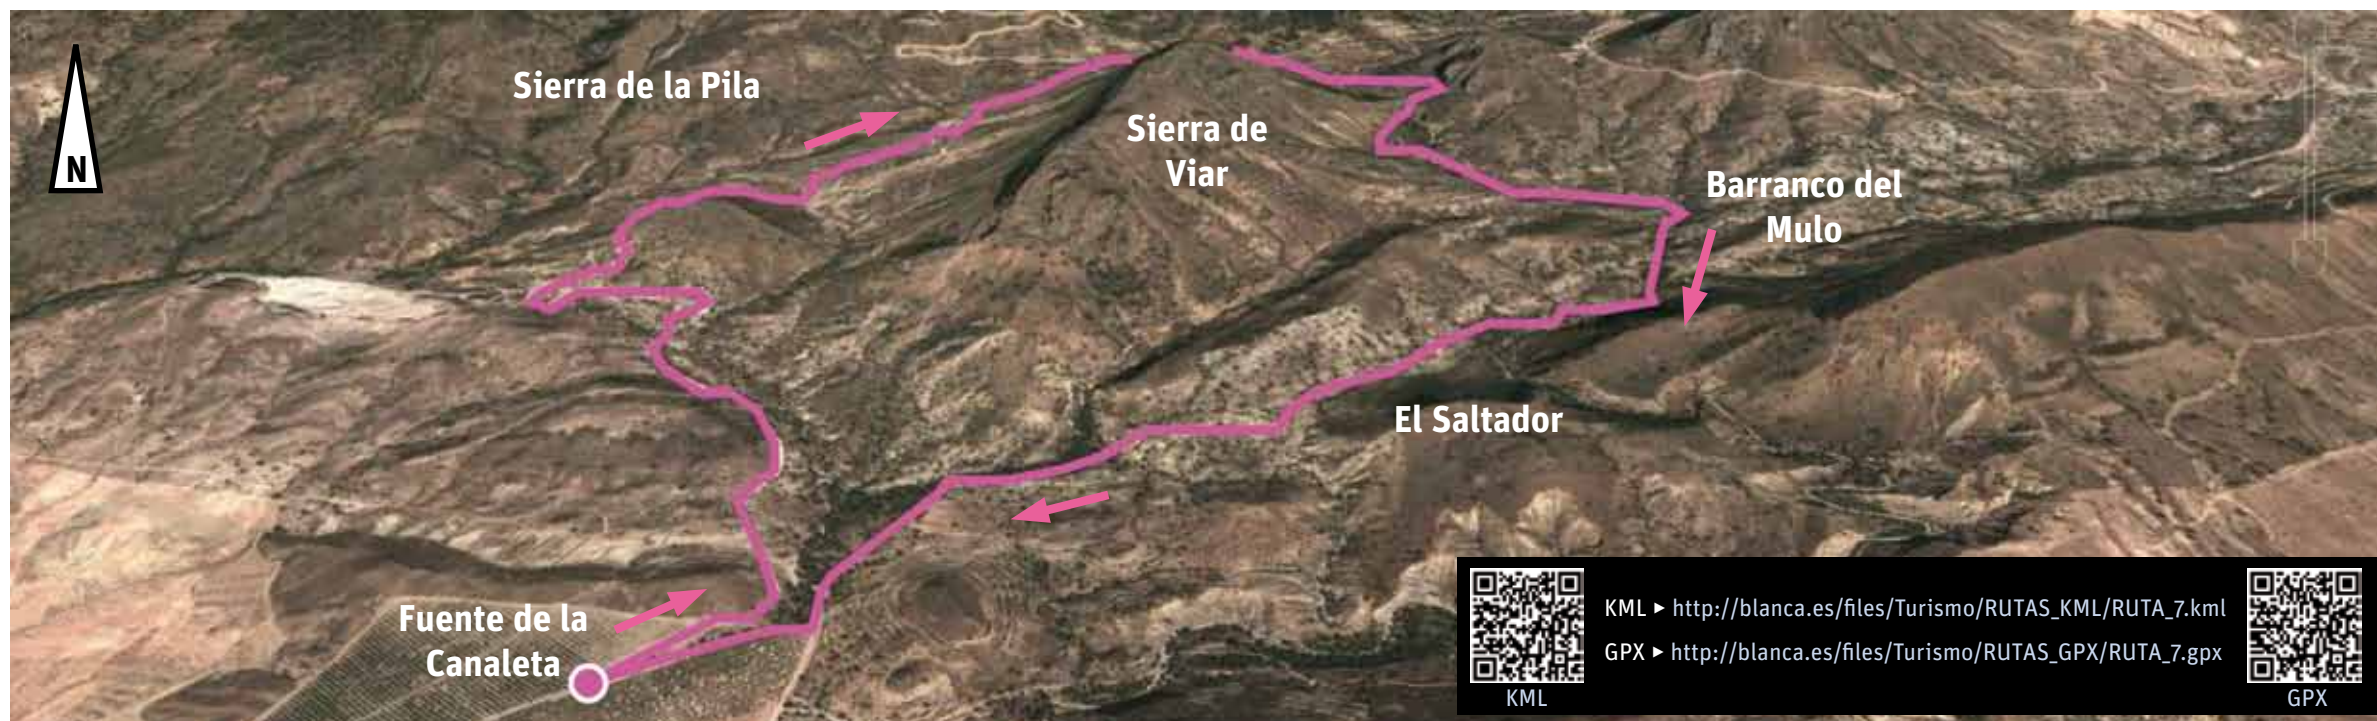 N
Sierra de la Pila
Sierra de
Viar
Barranco del
Mulo
El Saltador
Fuente de la
Canaleta
KML ▸ http://blanca.es/files/Turismo/RUTAS_KML/RUTA_7.kml
GPX ▸ http://blanca.es/files/Turismo/RUTAS_GPX/RUTA_7.gpx
KML
GPX